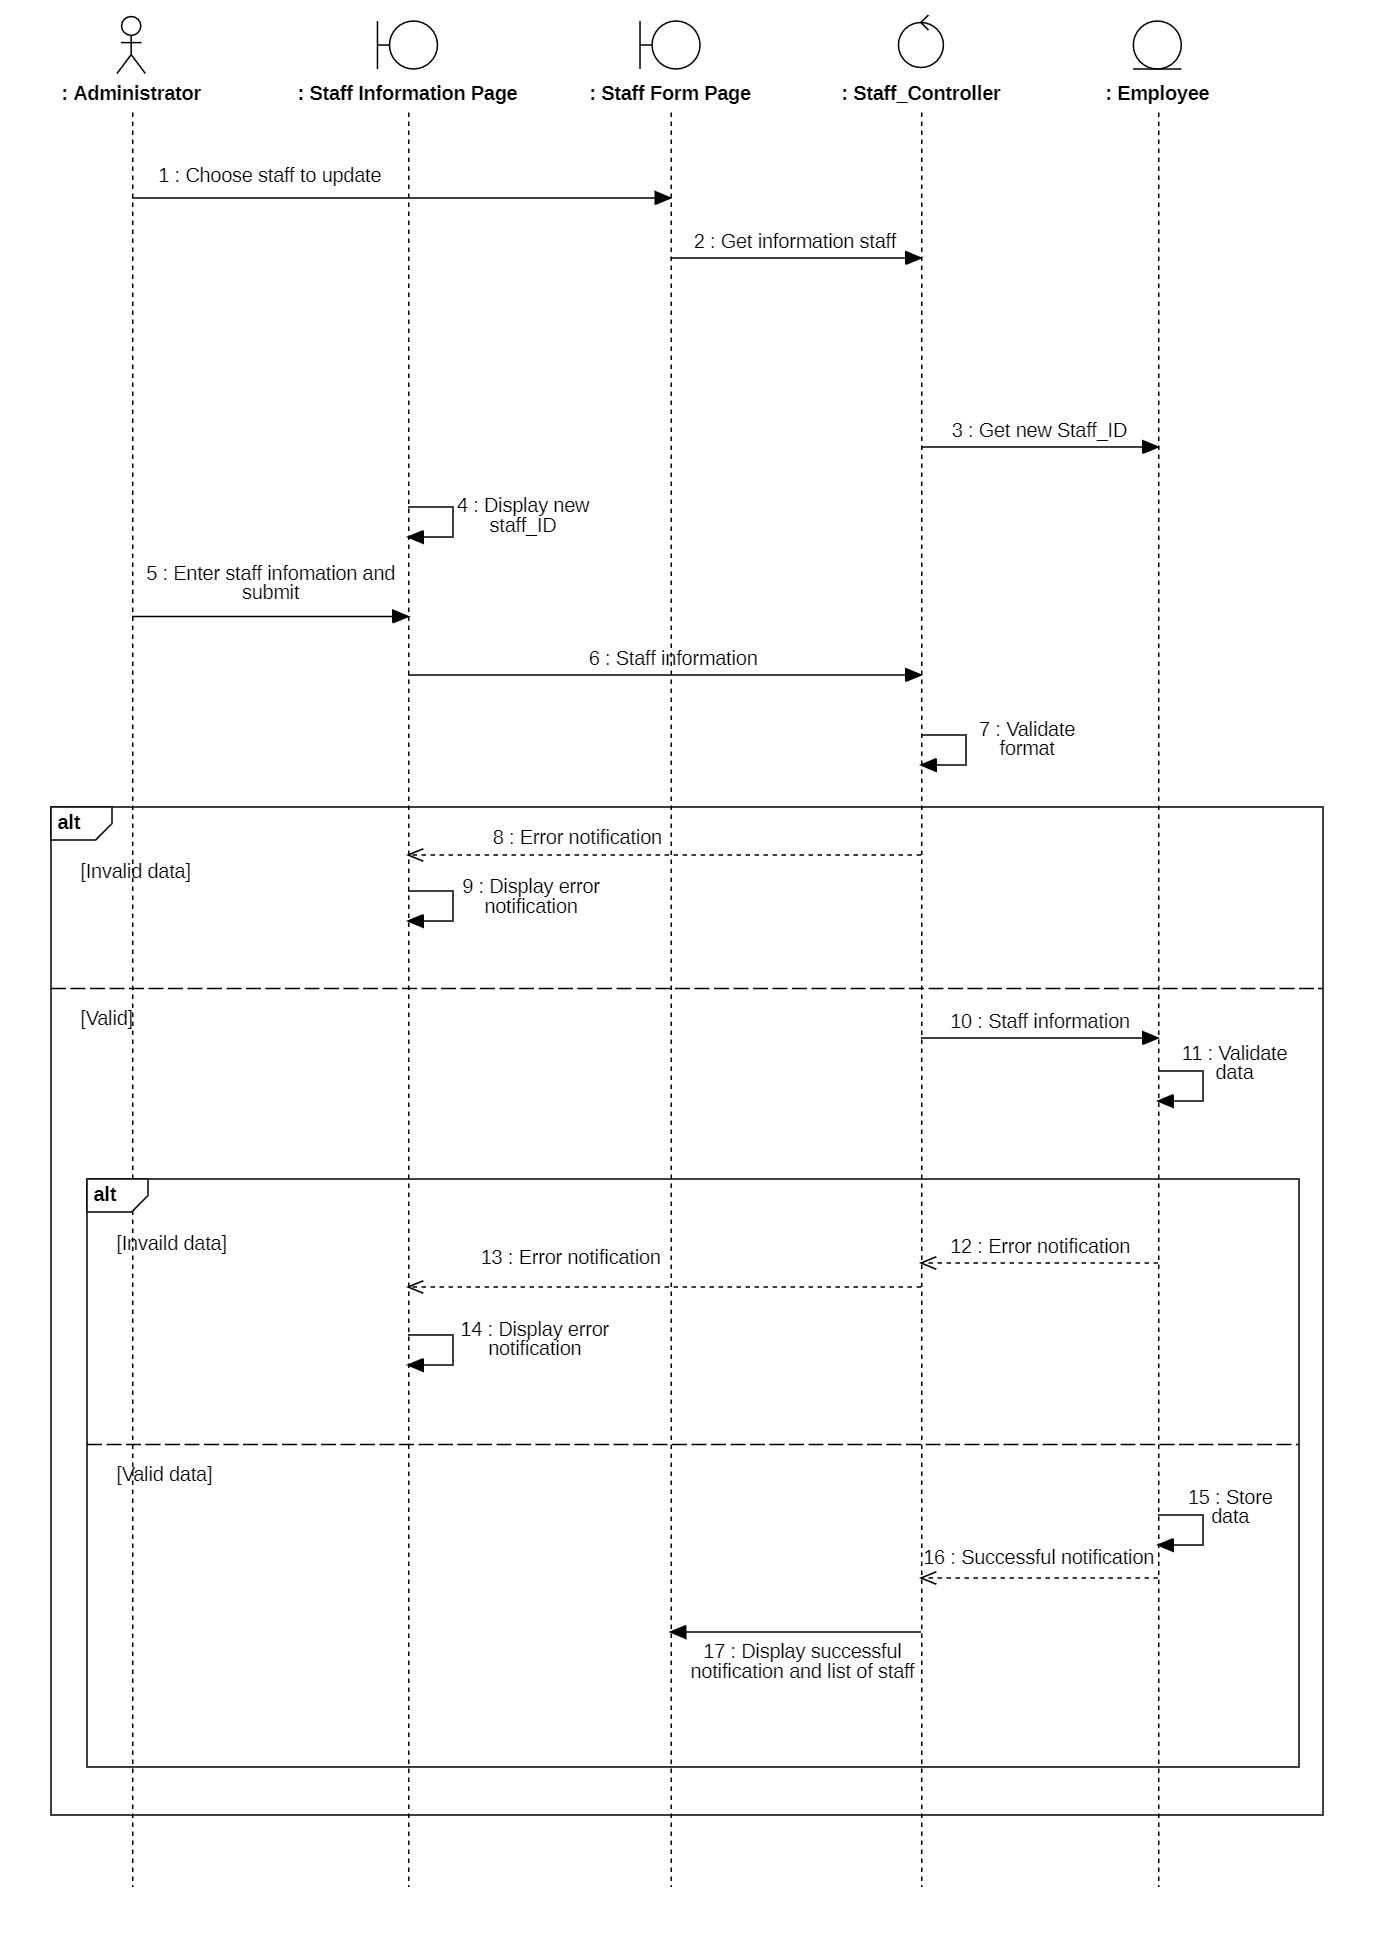 : Administrator
: Staff Information Page
: Staff Form Page
: Staff_Controller
: Employee
1 : Choose staff to update
2 : Get information staff
3 : Get new Staff_ID
4 : Display new
staff_ID
5 : Enter staff infomation and
submit
6 : Staff information
7 : Validate
format
alt
8 : Error notification
[Invalid data]
9 : Display error
notification
[Valid]
10 : Staff information
11 : Validate
data
alt
[Invaild data]
12 : Error notification
13 : Error notification
14 : Display error
notification
[Valid data]
15 : Store
data
16 : Successful notification
17 : Display successful
notification and list of staff